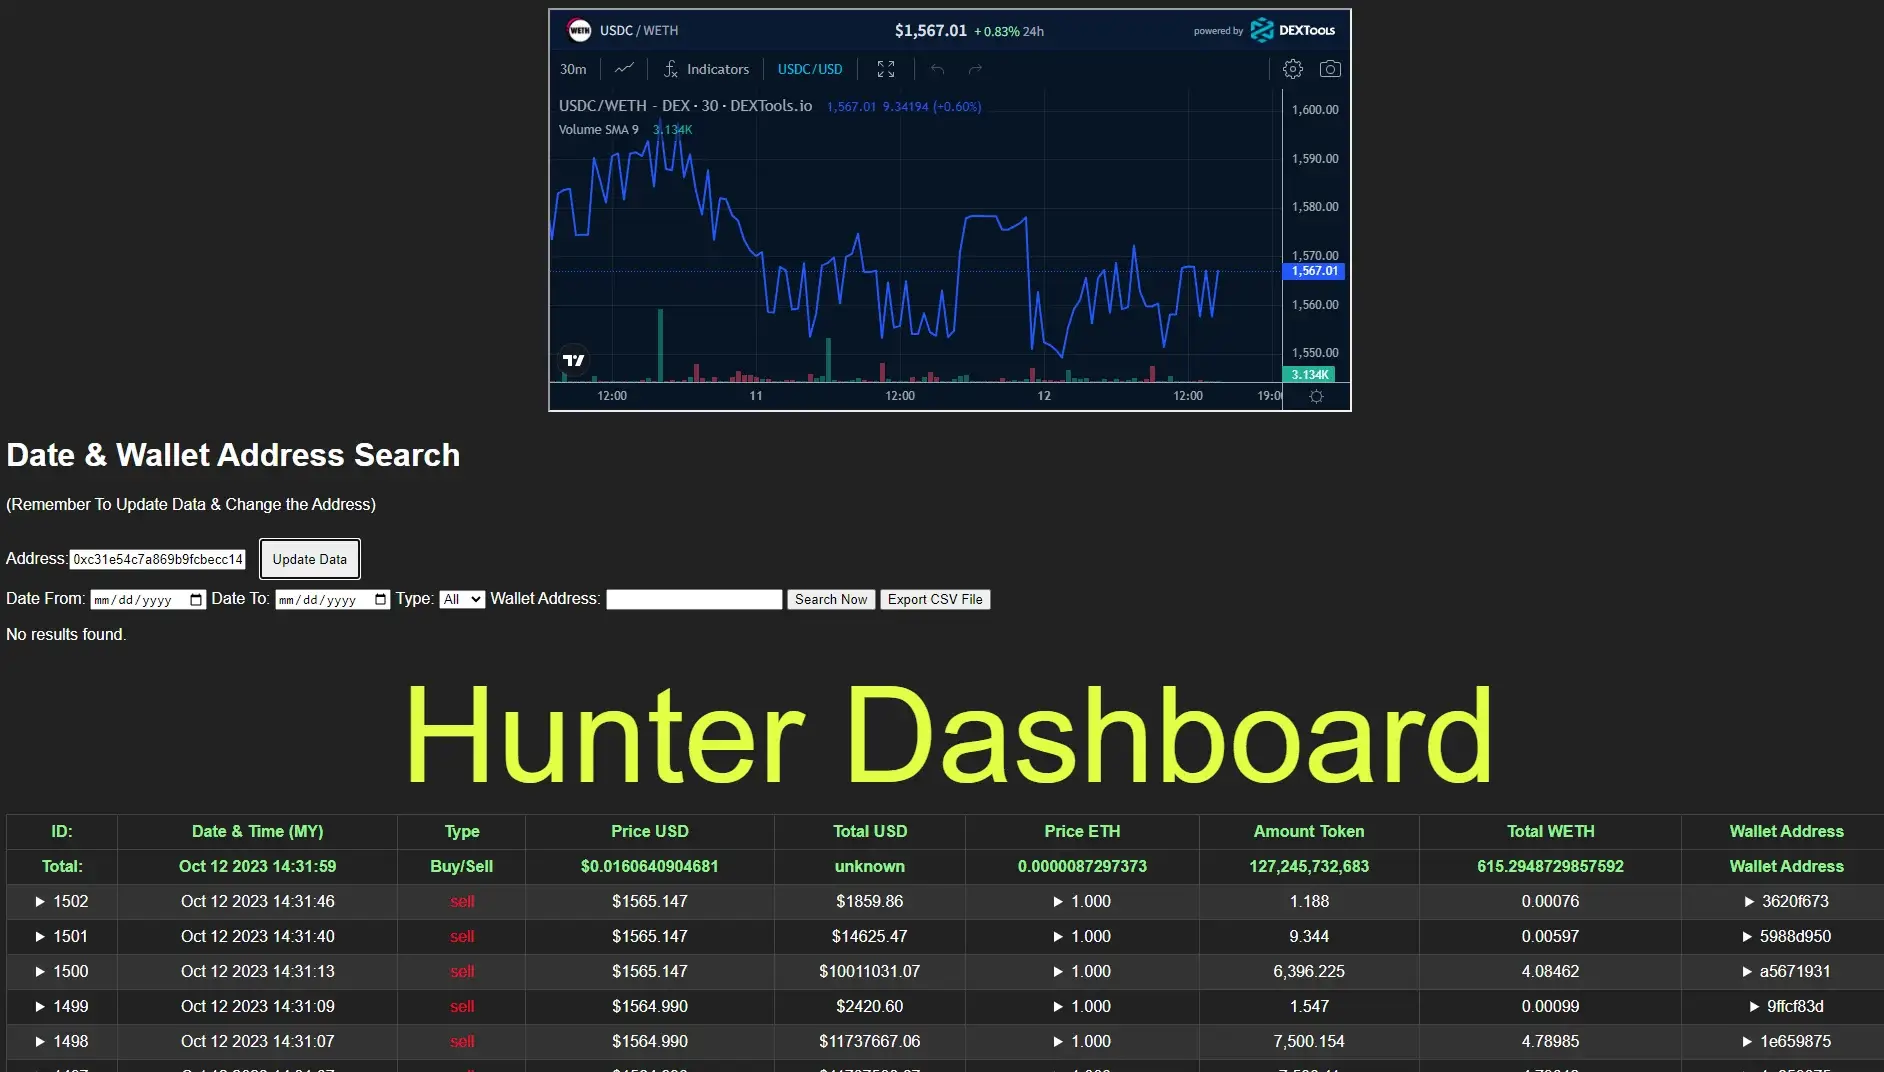 WETH USDC / WETH $1,567.01 + 0.83% 24h powered by DEXTools
30m Indicators USDC/USD
USDC/WETH - DEX · 30 · DEXTools.io 1,567.01 9.34194 (+0.60%)
Volume SMA 9 3.134K
1,600.00
1,590.00
1,580.00
1,570.00
1,567.01
1,560.00
1,550.00
3.134K
12:00 11 12:00 12 12:00
Date & Wallet Address Search
(Remember To Update Data & Change the Address)
Address: 0xc31e54c7a869b9fcbecc14 Update Data
Date From: mm/dd/yyyy Date To: mm/dd/yyyy Type: All Wallet Address: Search Now Export CSV File
No results found.
Hunter Dashboard
ID: Date & Time (MY) Type Price USD Total USD Price ETH Amount Token Total WETH Wallet Address
Total: Oct 12 2023 14:31:59 Buy/Sell $0.0160640904681 unknown 0.0000087297373 127,245,732,683 615.2948729857592 Wallet Address
1502 Oct 12 2023 14:31:46 sell $1565.147 $1859.86 1.000 1.188 0.00076 3620f673
1501 Oct 12 2023 14:31:40 sell $1565.147 $14625.47 1.000 9.344 0.00597 5988d950
1500 Oct 12 2023 14:31:13 sell $1565.147 $10011031.07 1.000 6,396.225 4.08462 a5671931
1499 Oct 12 2023 14:31:09 sell $1564.990 $2420.60 1.000 1.547 0.00099 9ffcf83d
1498 Oct 12 2023 14:31:07 sell $1564.990 $11737667.06 1.000 7,500.154 4.78985 1e659875